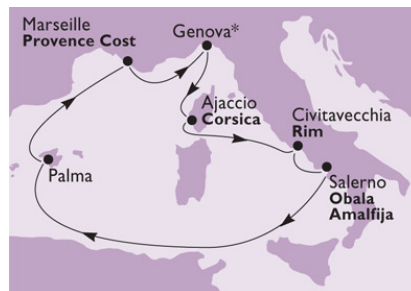 Marseille
Provence Cost
Genova*
Ajaccio
Corsica
Civitavecchia
Rim
Palma
Salerno
Obala
Amalfija